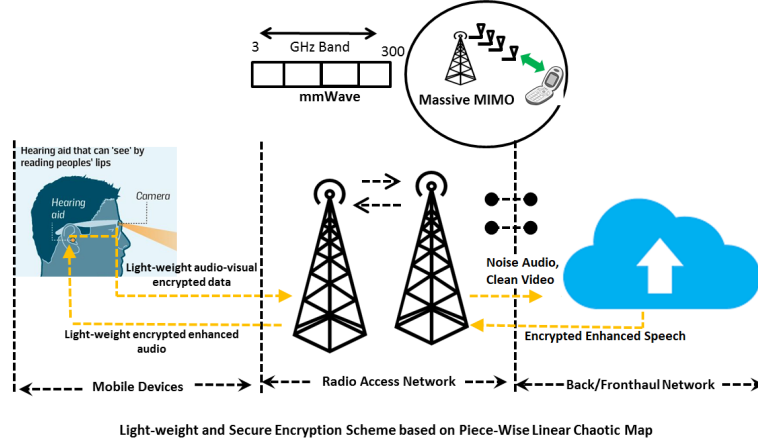 3 GHz Band 300
mmWave
Massive MIMO
Hearing aid that can 'see' by
reading peoples' lips
Hearing
aid
Camera
Light-weight audio-visual
encrypted data
Light-weight encrypted enhanced
audio
Noise Audio,
Clean Video
Encrypted Enhanced Speech
Mobile Devices
Radio Access Network
Back/Fronthaul Network
Light-weight and Secure Encryption Scheme based on Piece-Wise Linear Chaotic Map